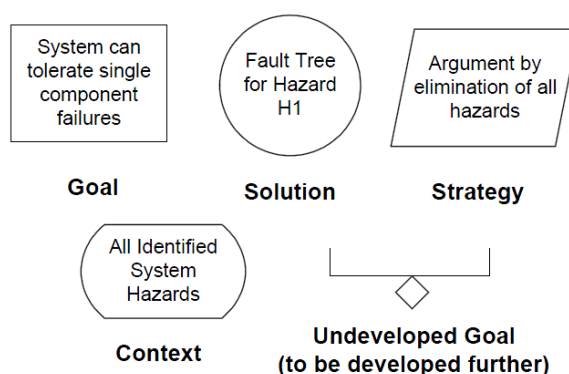 System can
tolerate single
component
failures
Goal
Fault Tree
for Hazard
H1
Solution
Argument by
elimination of all
hazards
Strategy
All Identified
System
Hazards
Context
Undeveloped Goal
(to be developed further)